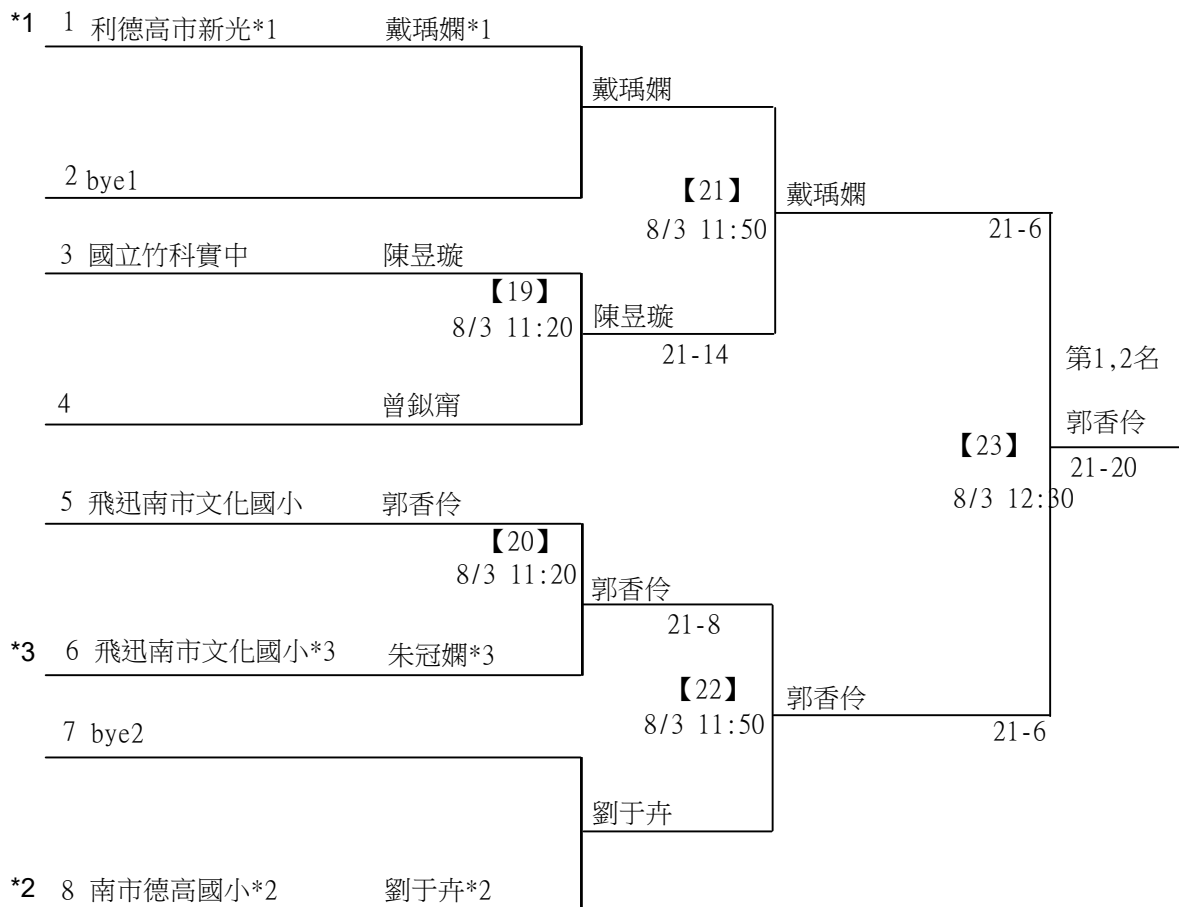 *1 1 利德高市新光*1 戴瑀嫻*1
戴瑀嫻
2 bye1
【21】 戴瑀嫻
8/3 11:50 21-6
3 國立竹科實中 陳昱璇
【19】
8/3 11:20 陳昱璇
21-14 第1,2名
4 曾鈊甯
郭香伶
【23】
21-20
8/3 12:30
5 飛迅南市文化國小 郭香伶
【20】
8/3 11:20 郭香伶
21-8
*3 6 飛迅南市文化國小*3 朱冠嫻*3
【22】 郭香伶
8/3 11:50 21-6
7 bye2
劉于卉
*2 8 南市德高國小*2 劉于卉*2